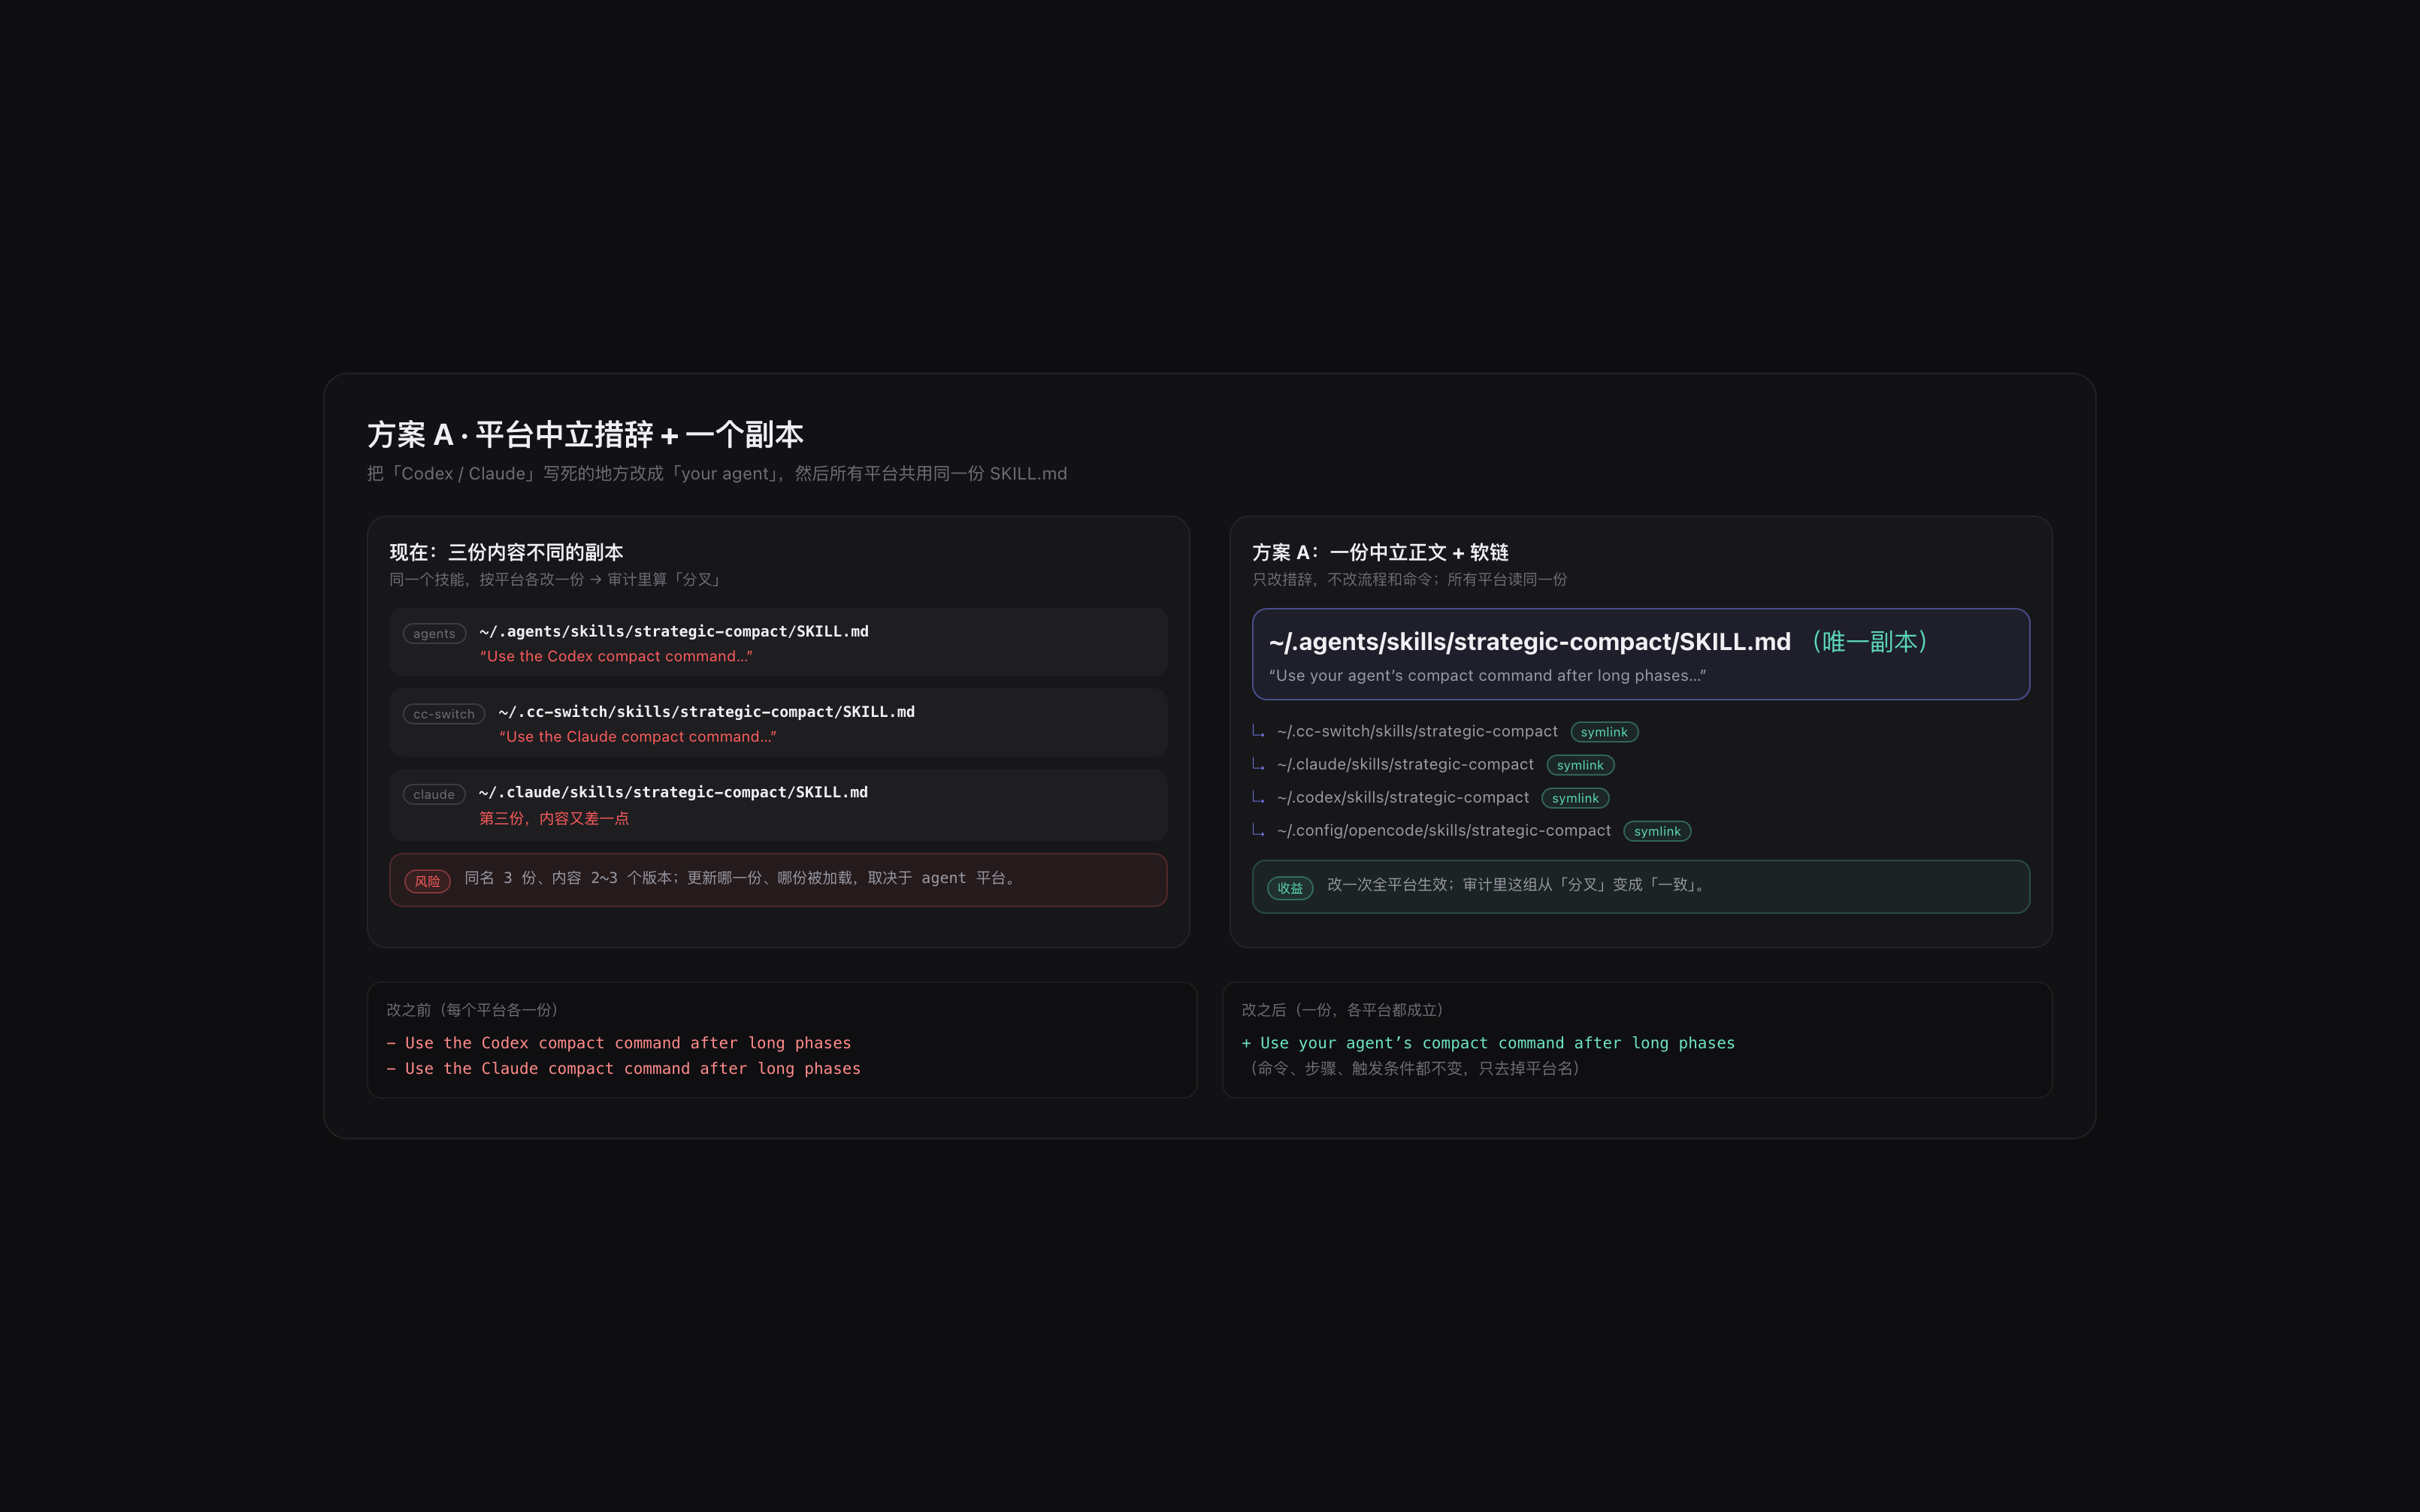 方案 A · 平台中立措辞 + 一个副本
把「Codex / Claude」写死的地方改成「your agent」，然后所有平台共用同一份 SKILL.md
现在：三份内容不同的副本
同一个技能，按平台各改一份 → 审计里算「分叉」
agents ~/.agents/skills/strategic-compact/SKILL.md
“Use the Codex compact command…”
cc-switch ~/.cc-switch/skills/strategic-compact/SKILL.md
“Use the Claude compact command…”
claude ~/.claude/skills/strategic-compact/SKILL.md
第三份，内容又差一点
风险 同名 3 份、内容 2~3 个版本；更新哪一份、哪份被加载，取决于 agent 平台。
方案 A：一份中立正文 + 软链
只改措辞，不改流程和命令；所有平台读同一份
~/.agents/skills/strategic-compact/SKILL.md （唯一副本）
“Use your agent’s compact command after long phases…”
~/.cc-switch/skills/strategic-compact symlink
~/.claude/skills/strategic-compact symlink
~/.codex/skills/strategic-compact symlink
~/.config/opencode/skills/strategic-compact symlink
收益 改一次全平台生效；审计里这组从「分叉」变成「一致」。
改之前（每个平台各一份）
− Use the Codex compact command after long phases
− Use the Claude compact command after long phases
改之后（一份，各平台都成立）
+ Use your agent’s compact command after long phases
（命令、步骤、触发条件都不变，只去掉平台名）